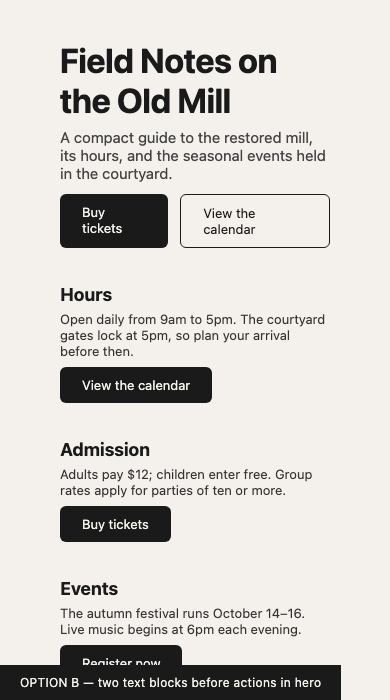 Field Notes on
the Old Mill
A compact guide to the restored mill,
its hours, and the seasonal events held
in the courtyard.
Buy
tickets
View the
calendar
Hours
Open daily from 9am to 5pm. The courtyard
gates lock at 5pm, so plan your arrival
before then.
View the calendar
Admission
Adults pay $12; children enter free. Group
rates apply for parties of ten or more.
Buy tickets
Events
The autumn festival runs October 14–16.
Live music begins at 6pm each evening.
Register now
OPTION B — two text blocks before actions in hero